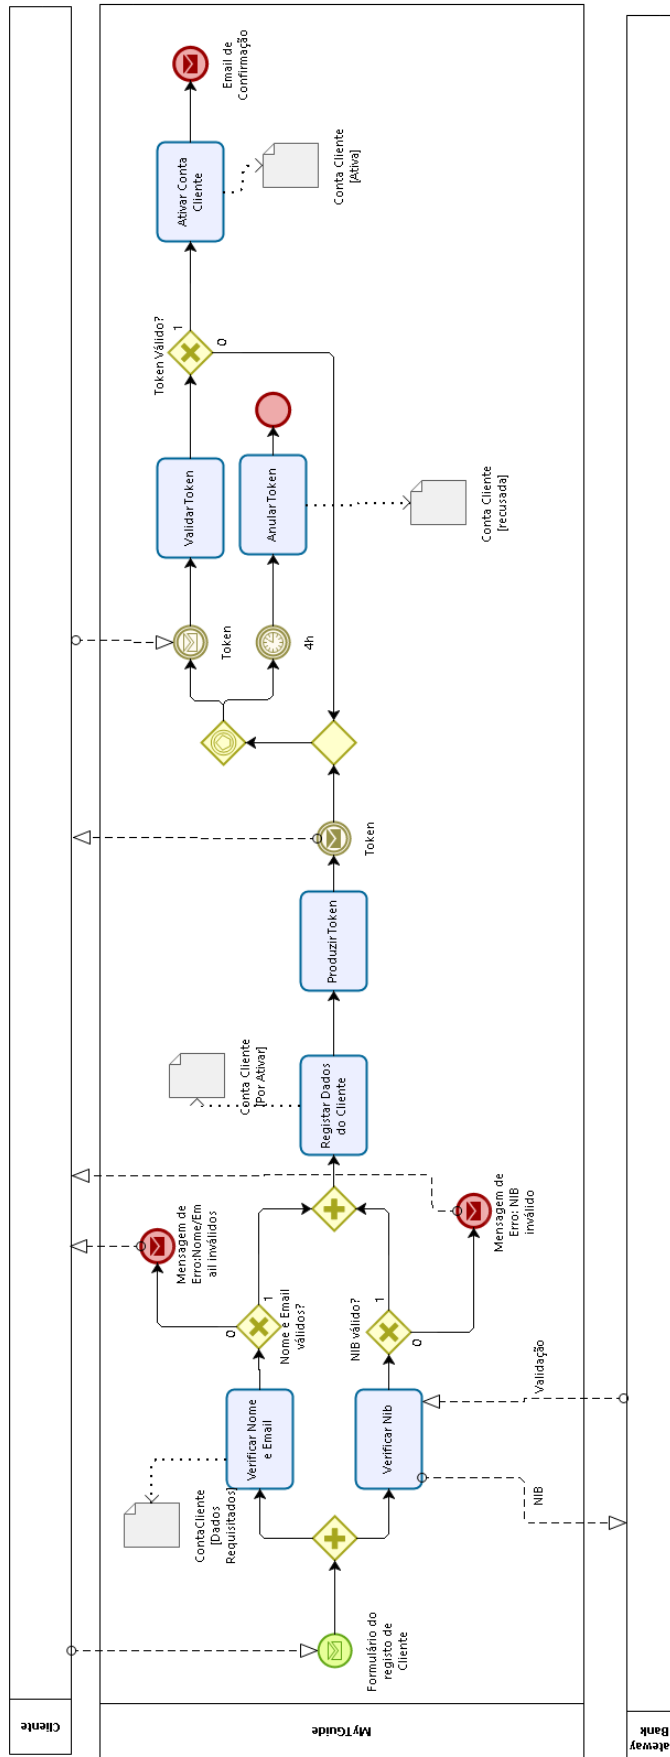 Cliente
MyTGuide
Bank
ateway
Formulário do
registo de
Cliente
ContaCliente
[Dados
Requisitados]
Verificar Nome
e Email
Verificar Nib
NIB
Validação
Nome e Email
válidos?
0
1
NIB válido?
1
0
Mensagem de
Erro:Nome/Em
ail inválidos
Mensagem de
Erro: NIB
inválido
Registar Dados
do Cliente
Conta Cliente
[Por Ativar]
Produzir Token
Token
Token
4h
Validar Token
Anular Token
Conta Cliente
[recusada]
Token Válido?
1
0
Ativar Conta
Cliente
Conta Cliente
[Ativa]
Email de
Confirmação